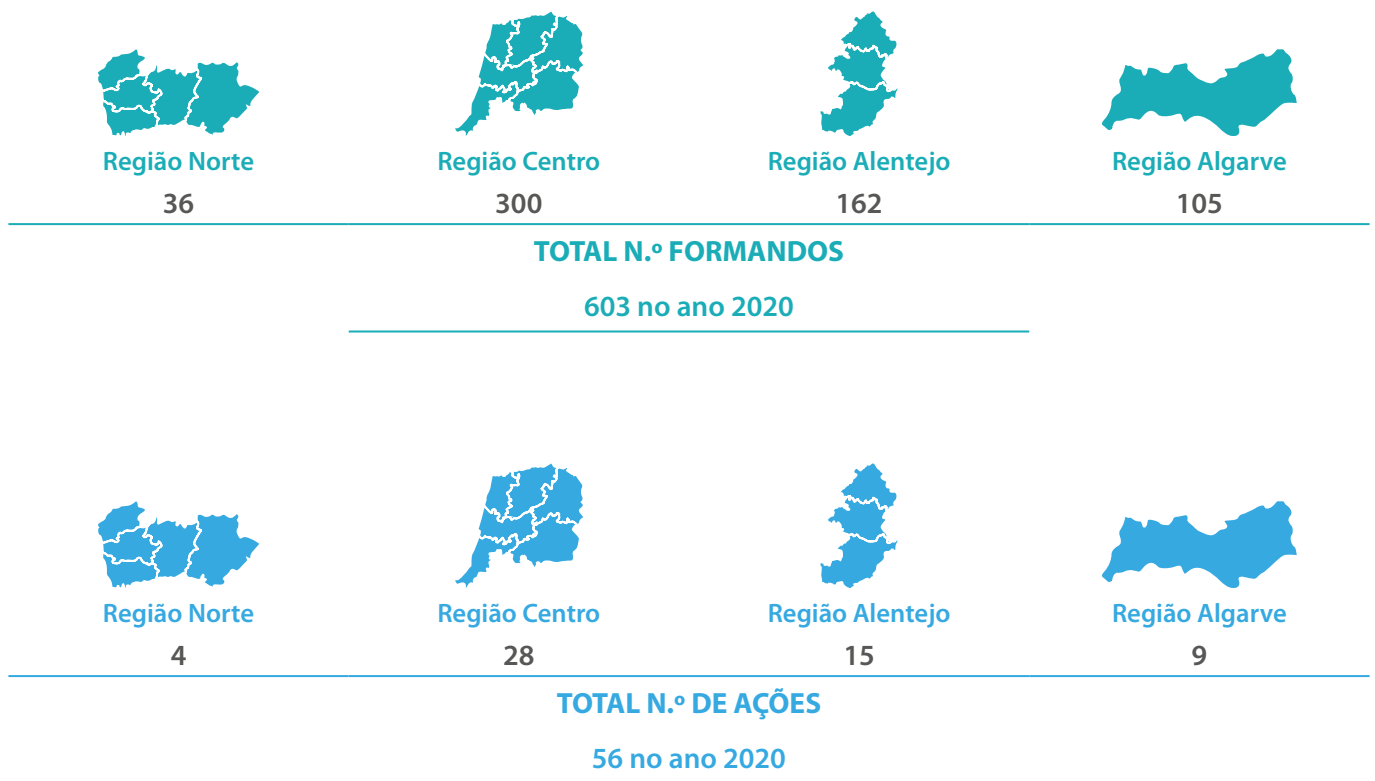 Região Norte Região Centro Região Alentejo Região Algarve
36 300 162 105
TOTAL N.º FORMANDOS
603 no ano 2020
Região Norte Região Centro Região Alentejo Região Algarve
4 28 15 9
TOTAL N.º DE AÇÕES
56 no ano 2020